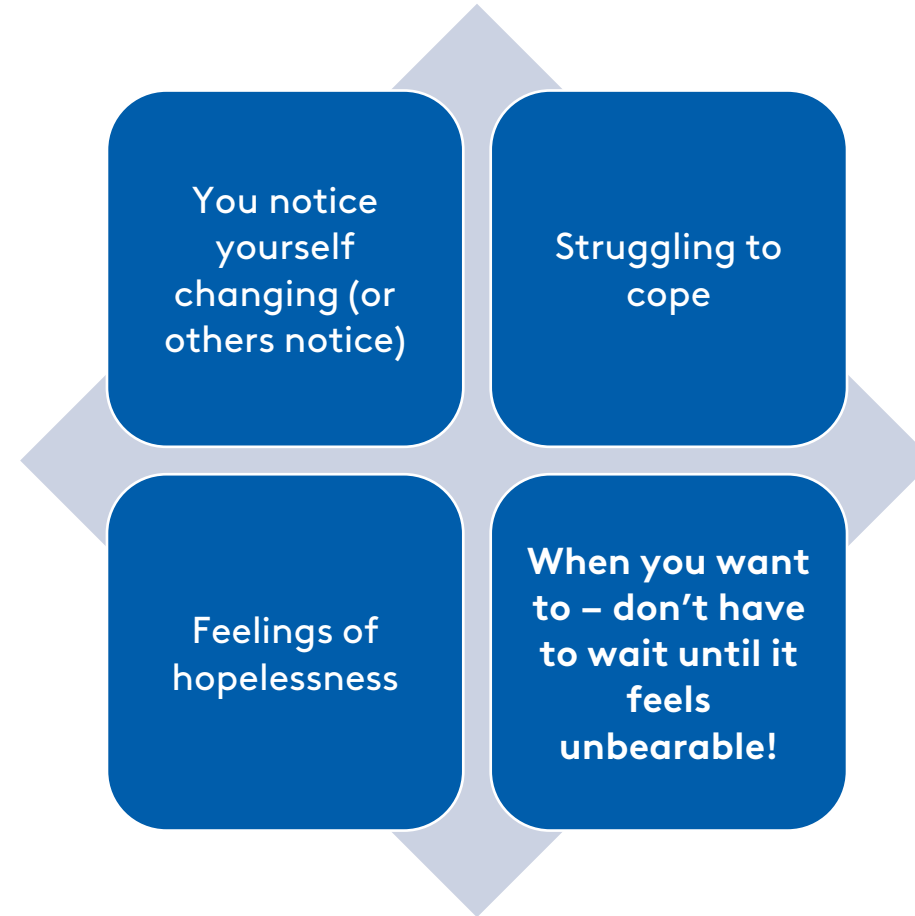 You notice
yourself
changing (or
others notice)
Struggling to
cope
Feelings of
hopelessness
When you want
to – don’t have
to wait until it
feels
unbearable!